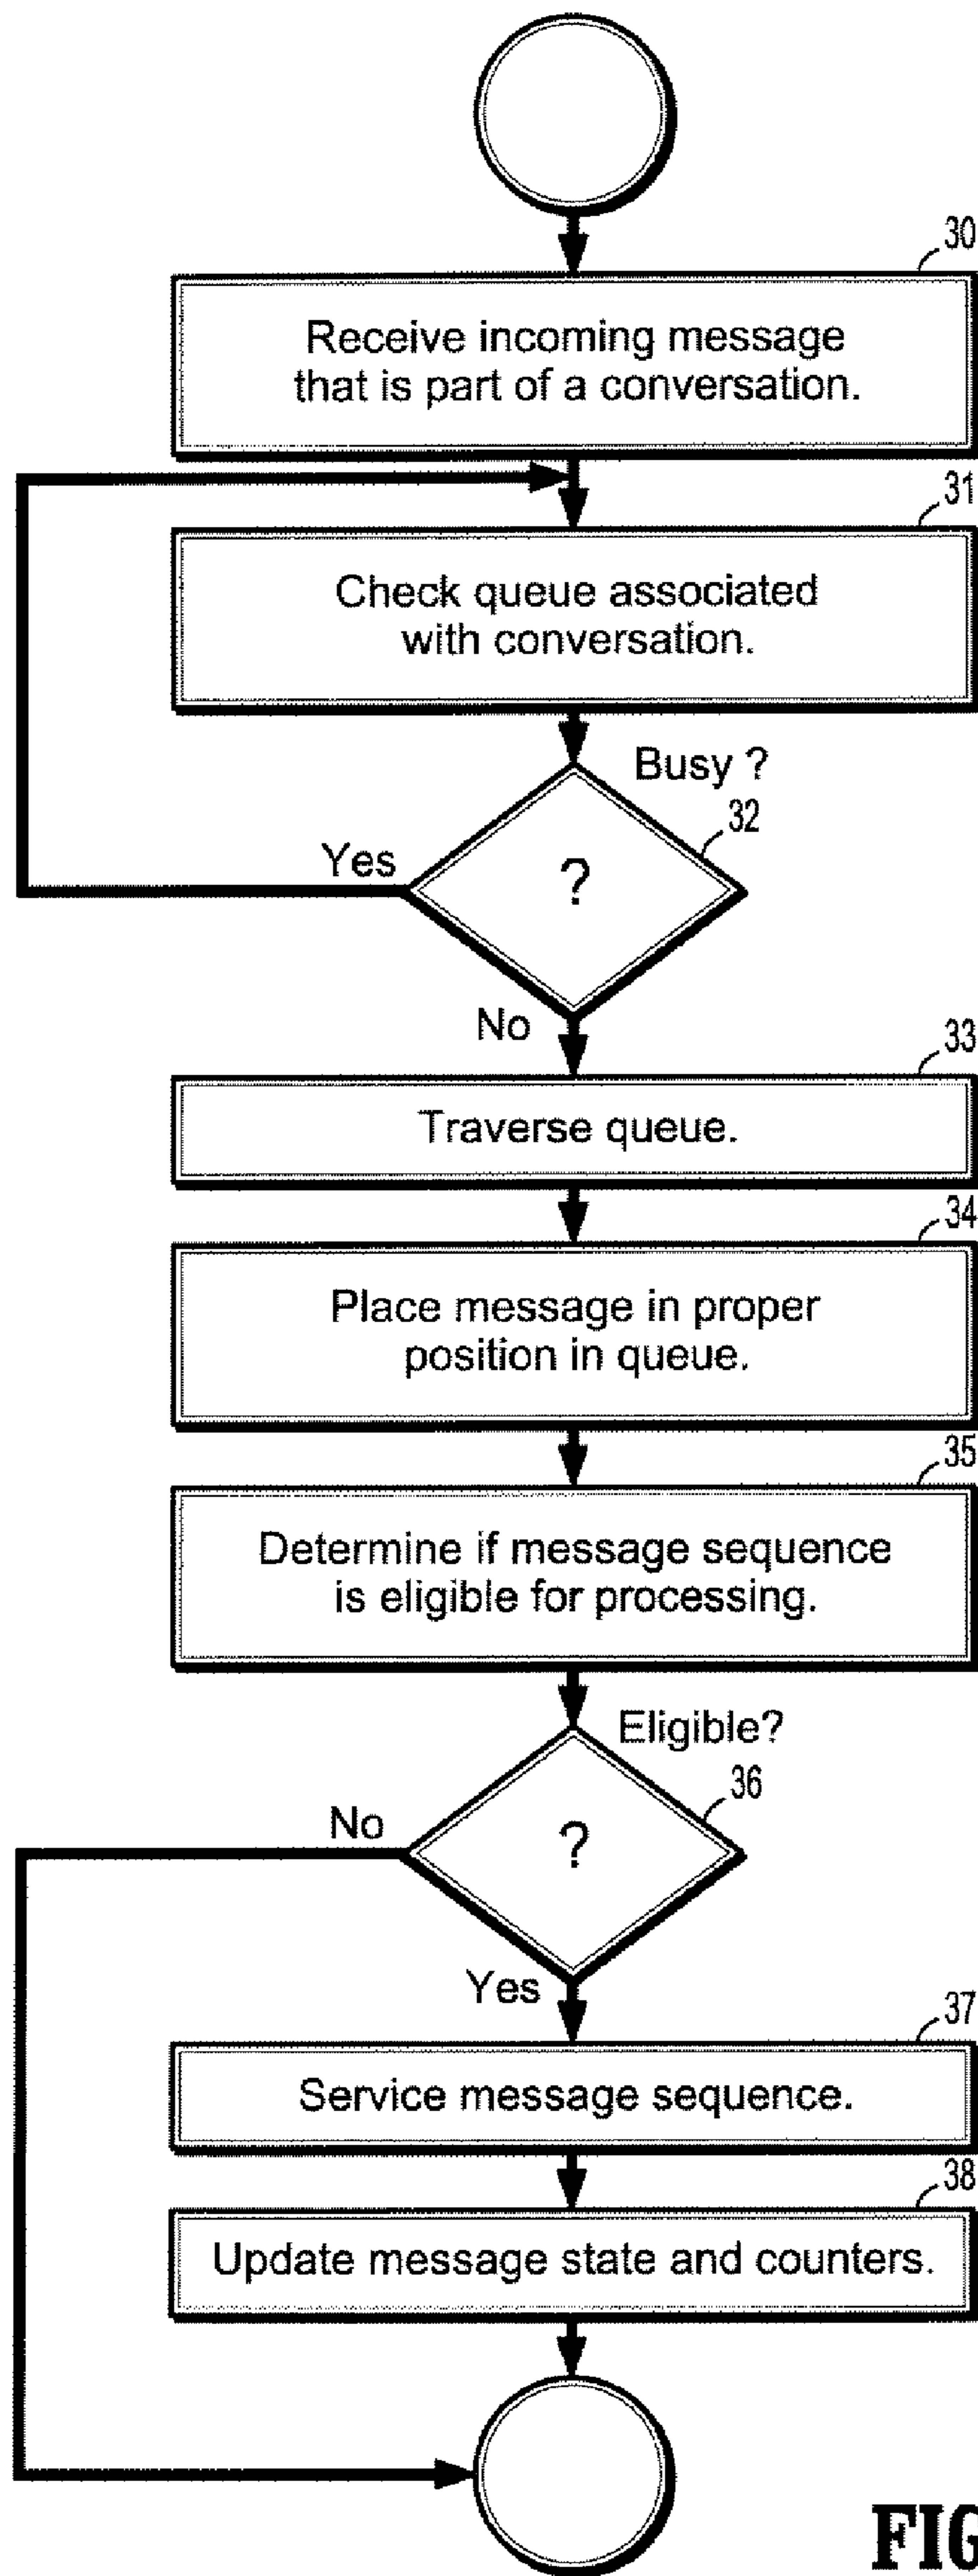 30
Receive incoming message
that is part of a conversation.
31
Check queue associated
with conversation.
Busy ?
32
Yes
?
No
33
Traverse queue.
34
Place message in proper
position in queue.
35
Determine if message sequence
is eligible for processing.
Eligible?
36
No
?
Yes
37
Service message sequence.
38
Update message state and counters.
FIG